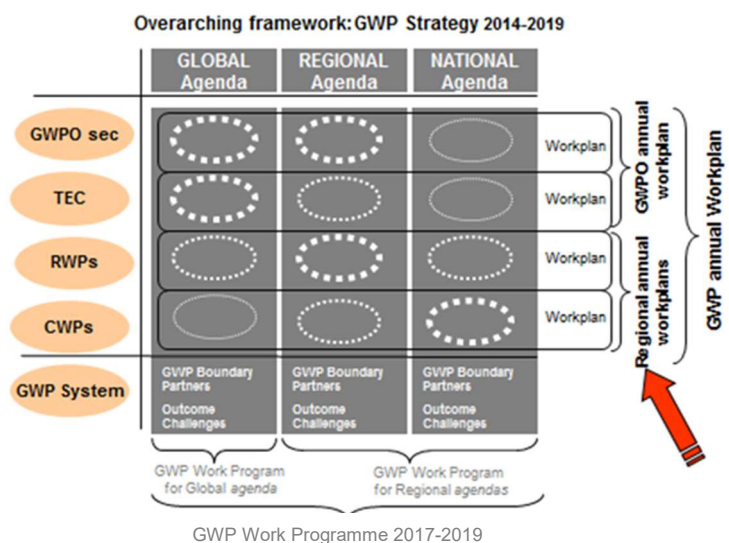 Overarching framework: GWP Strategy 2014-2019
GLOBAL
Agenda
REGIONAL
Agenda
NATIONAL
Agenda
GWPO sec
Workplan
TEC
Workplan
RWPs
Workplan
CWPs
Workplan
GWPO annual
workplan
Regional annual
workplans
GWP annual Workplan
GWP System
GWP Boundary
Partners
Outcome
Challenges
GWP Boundary
Partners
Outcome
Challenges
GWP Boundary
Partners
Outcome
Challenges
GWP Work Program
for Global agenda
GWP Work Program
for Regional agendas
GWP Work Programme 2017-2019